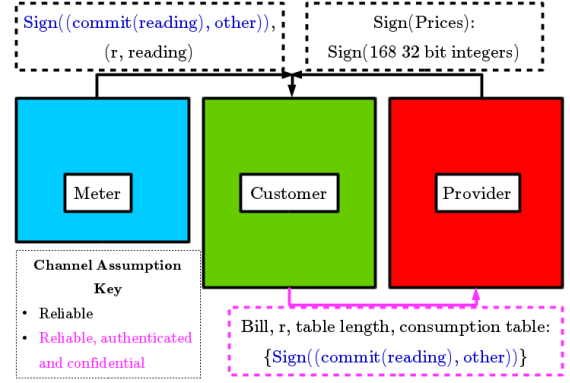 Sign((commit(reading), other)),
(r, reading)
Sign(Prices):
Sign(168 32 bit integers)
Meter
Customer
Provider
Channel Assumption
Key
• Reliable
• Reliable, authenticated
and confidential
Bill, r, table length, consumption table:
{Sign((commit(reading), other))}